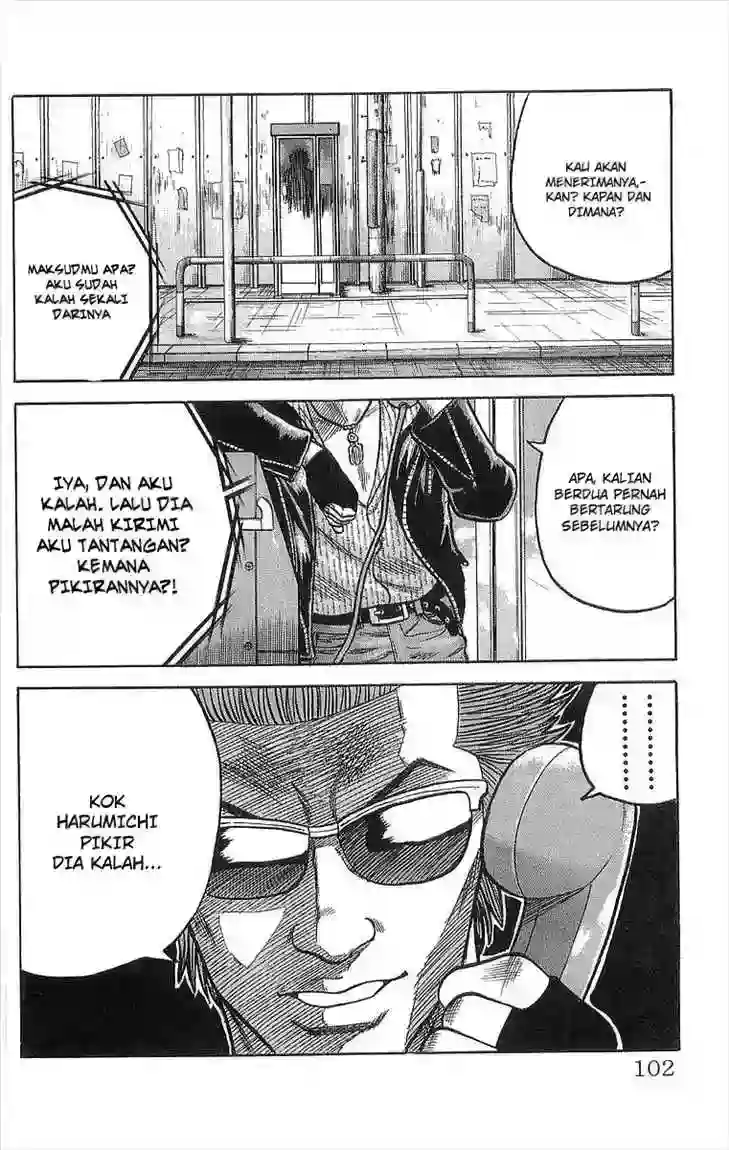 KAU AKAN
MENERIMANYA,-
KAN? KAPAN DAN
DIMANA?
MAKSUDMU APA?
AKU SUDAH
KALAH SEKALI
DARINYA
APA, KALIAN
BERDUA PERNAH
BERTARUNG
SEBELUMNYA?
IYA, DAN AKU
KALAH. LALU DIA
MALAH KIRIMI
AKU TANTANGAN?
KEMANA
PIKIRANNYA?!
........ ........
KOK
HARUMICHI
PIKIR
DIA KALAH...
102